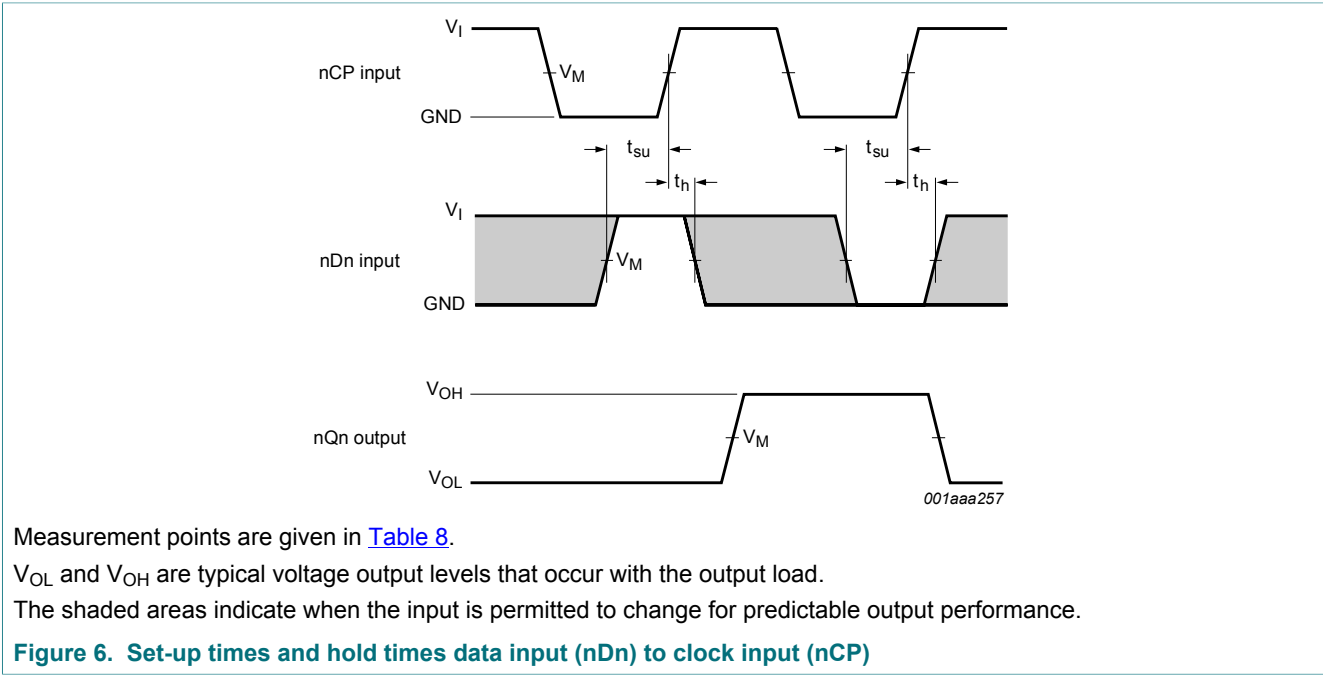 V_I
nCP input
V_M
GND
t_su
t_su
t_h
t_h
V_I
nDn input
V_M
GND
V_OH
nQn output
V_M
V_OL
001aaa257
Measurement points are given in Table 8.
V_OL and V_OH are typical voltage output levels that occur with the output load.
The shaded areas indicate when the input is permitted to change for predictable output performance.
Figure 6. Set-up times and hold times data input (nDn) to clock input (nCP)